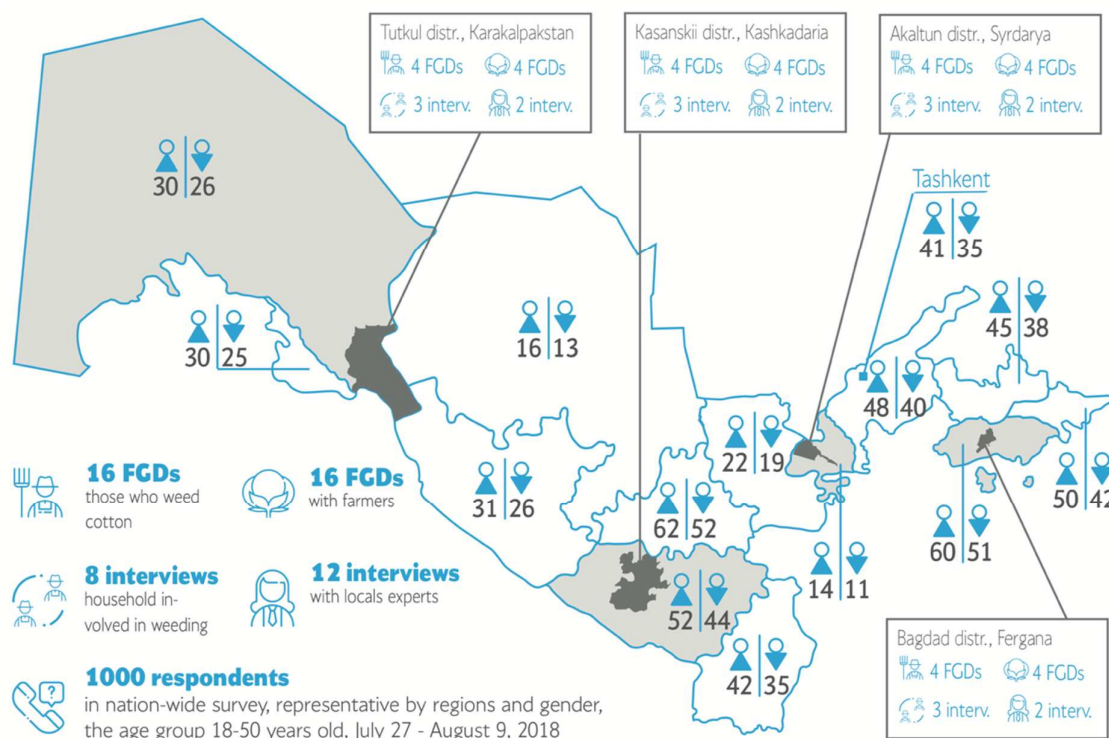 Tutkul distr., Karakalpakstan
4 FGDs 4 FGDs
3 interv. 2 interv.
Kasanskii distr., Kashkadaria
4 FGDs 4 FGDs
3 interv. 2 interv.
Akaltun distr., Syrdarya
4 FGDs 4 FGDs
3 interv. 2 interv.
30 26
Tashkent
41 35
30 25
16 13
45 38
48 40
22 19
31 26
62 52
50 42
60 51
14 11
52 44
42 35
16 FGDs
those who weed
cotton
16 FGDs
with farmers
8 interviews
household in-
volved in weeding
12 interviews
with locals experts
?
1000 respondents
in nation-wide survey, representative by regions and gender,
the age group 18-50 years old, July 27 - August 9, 2018
Bagdad distr., Fergana
4 FGDs 4 FGDs
3 interv. 2 interv.